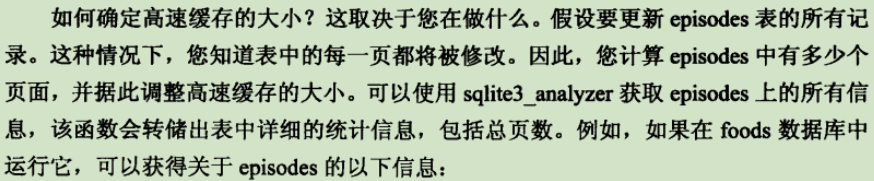 如何确定高速缓存的大小？这取决于您在做什么。假设要更新 episodes 表的所有记
录。这种情况下，您知道表中的每一页都将被修改。因此，您计算 episodes 中有多少个
页面，并据此调整高速缓存的大小。可以使用 sqlite3_analyzer 获取 episodes 上的所有信
息，该函数会转储出表中详细的统计信息，包括总页数。例如，如果在 foods 数据库中
运行它，可以获得关于 episodes 的以下信息：